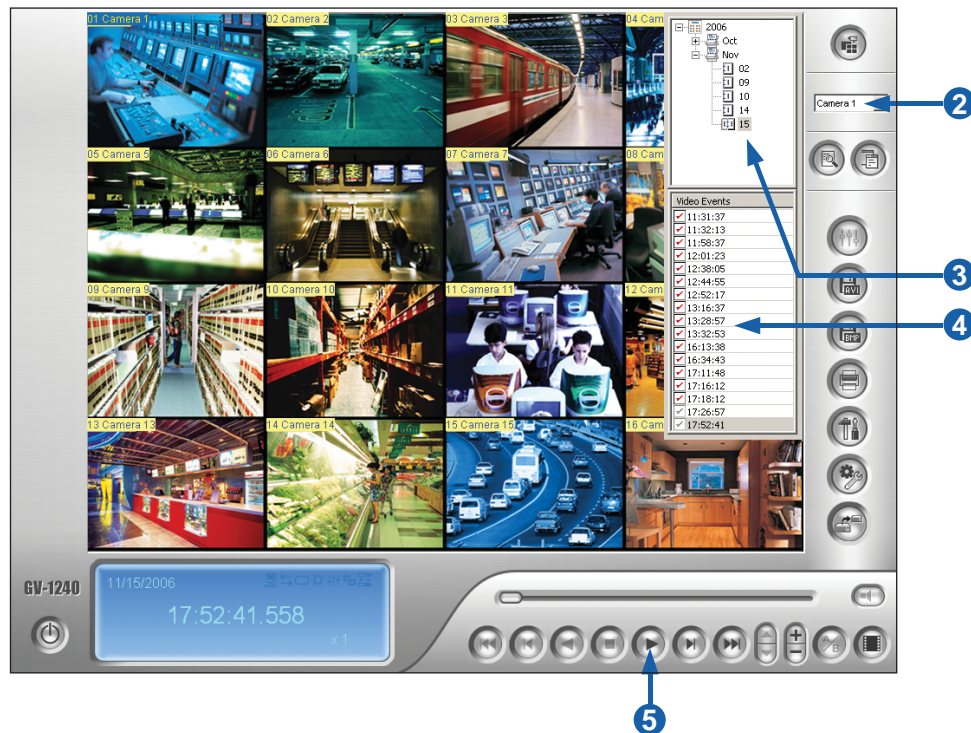 01 Camera 1
02 Camera 2
03 Camera 3
04 Cam
2006
Oct
Nov
02
09
10
14
15
Camera 1
2
05 Camera 5
06 Camera 6
07 Camera 7
08 Cam
Video Events
11:31:37
11:32:13
11:58:37
12:01:23
12:38:05
12:44:55
12:52:17
13:16:37
13:28:57
13:32:53
16:13:38
16:34:43
17:11:48
17:16:12
17:18:12
17:26:57
17:52:41
3
AVI
4
BMP
09 Camera 9
10 Camera 10
11 Camera 11
12 Cam
13 Camera 13
14 Camera 14
15 Camera 15
16 Cam
GV-1240
11/15/2006
17:52:41.558
x 1
A/B
5